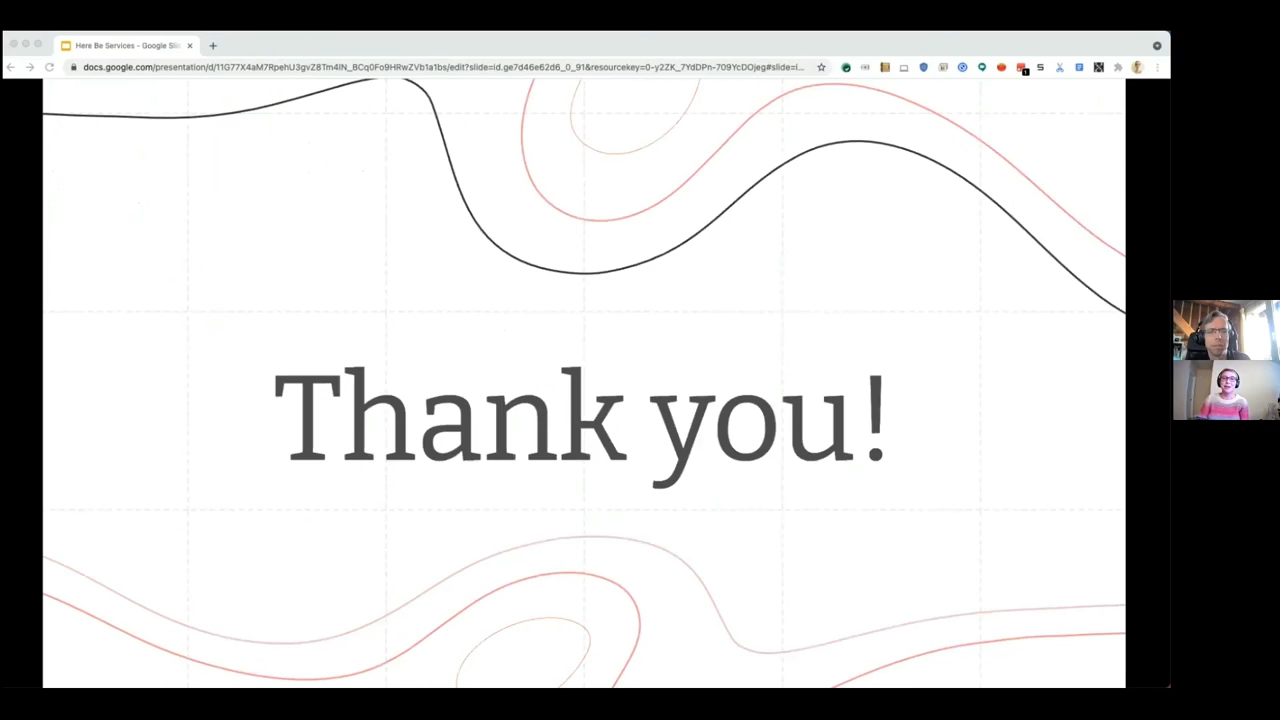 Here Be Services - Google Sli
docs.google.com/presentation/d/11G77X4aM7RpehU3gvZ8Tm4lN_BCq0Fo9HRwZVb1a1bs/edit?slide=id.ge7d46e62d6_0_91&resourcekey=0-y2ZK_7YdDPn-709YcDOjeg#slide=i...
Thank you!